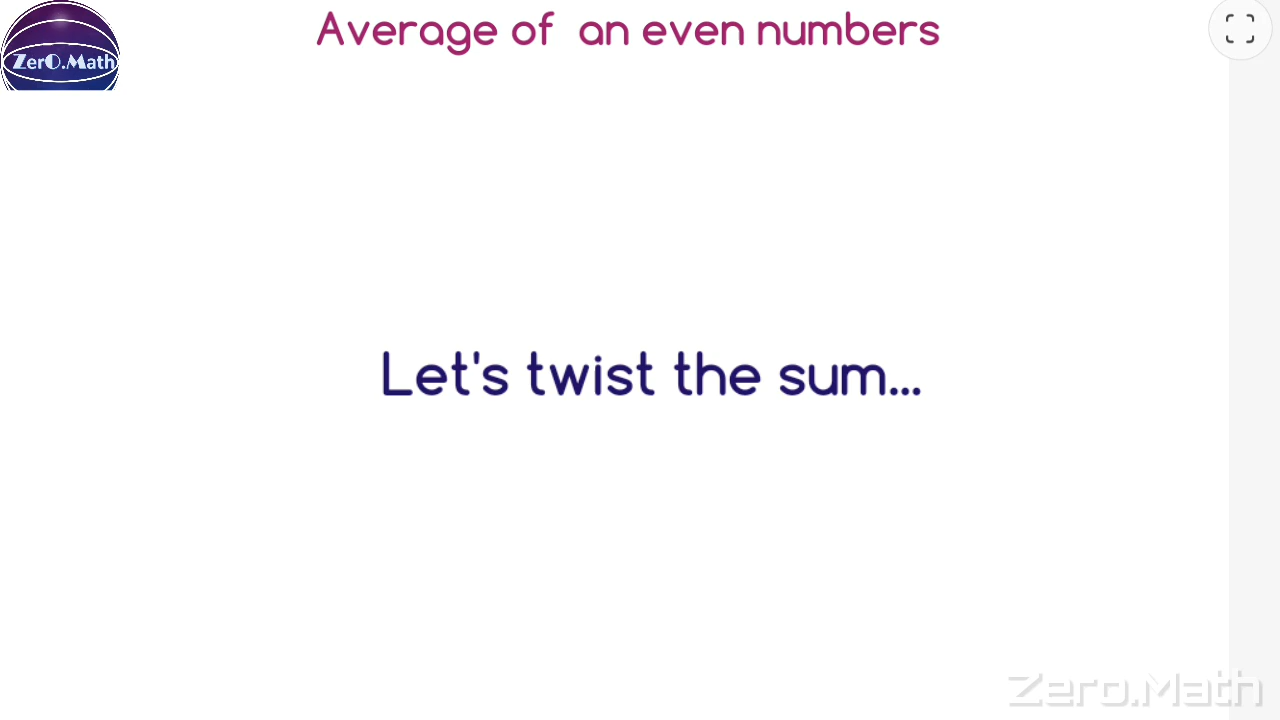 Average of an even numbers
ZerO.Math
Let's twist the sum...
Zero.Math